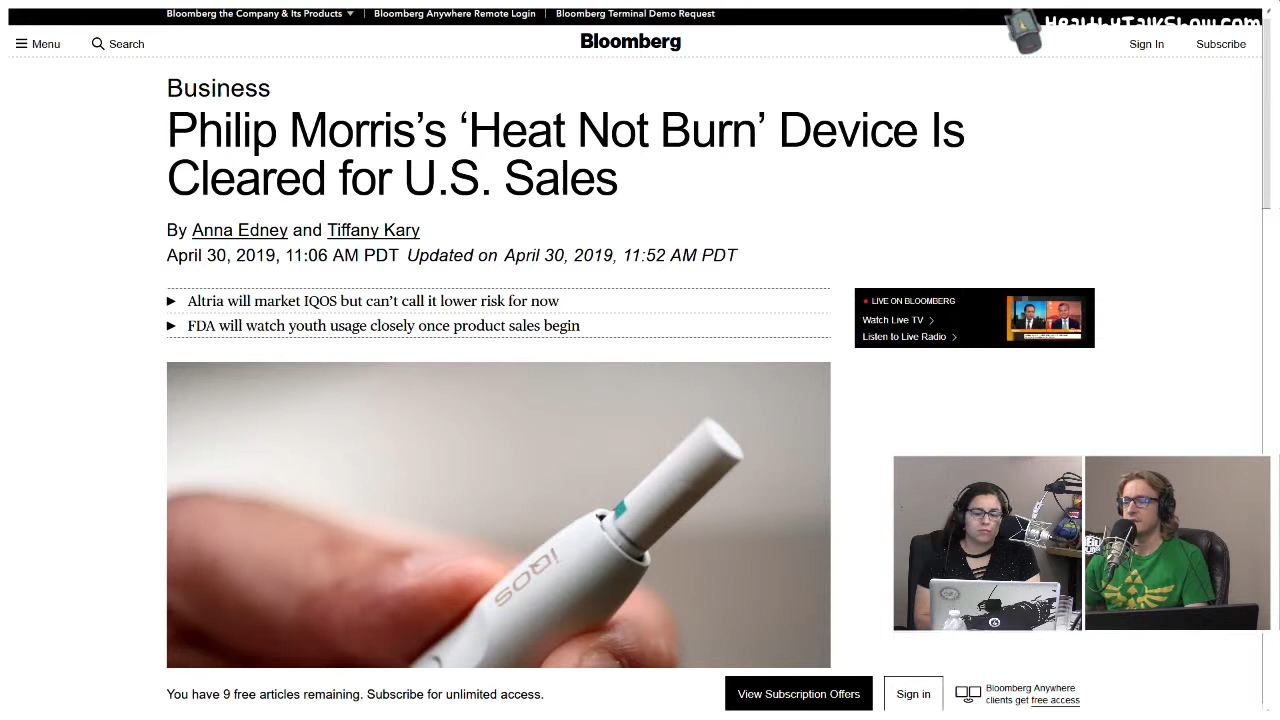 Bloomberg the Company & Its Products ▼ | Bloomberg Anywhere Remote Login | Bloomberg Terminal Demo Request
HealthyTalkShow.com
Menu Search Bloomberg Sign In Subscribe
Business
Philip Morris’s ‘Heat Not Burn’ Device Is
Cleared for U.S. Sales
By Anna Edney and Tiffany Kary
April 30, 2019, 11:06 AM PDT Updated on April 30, 2019, 11:52 AM PDT
Altria will market IQOS but can’t call it lower risk for now
FDA will watch youth usage closely once product sales begin
LIVE ON BLOOMBERG
Watch Live TV
Listen to Live Radio
iQOS
You have 9 free articles remaining. Subscribe for unlimited access.
View Subscription Offers
Sign in
Bloomberg Anywhere
clients get free access